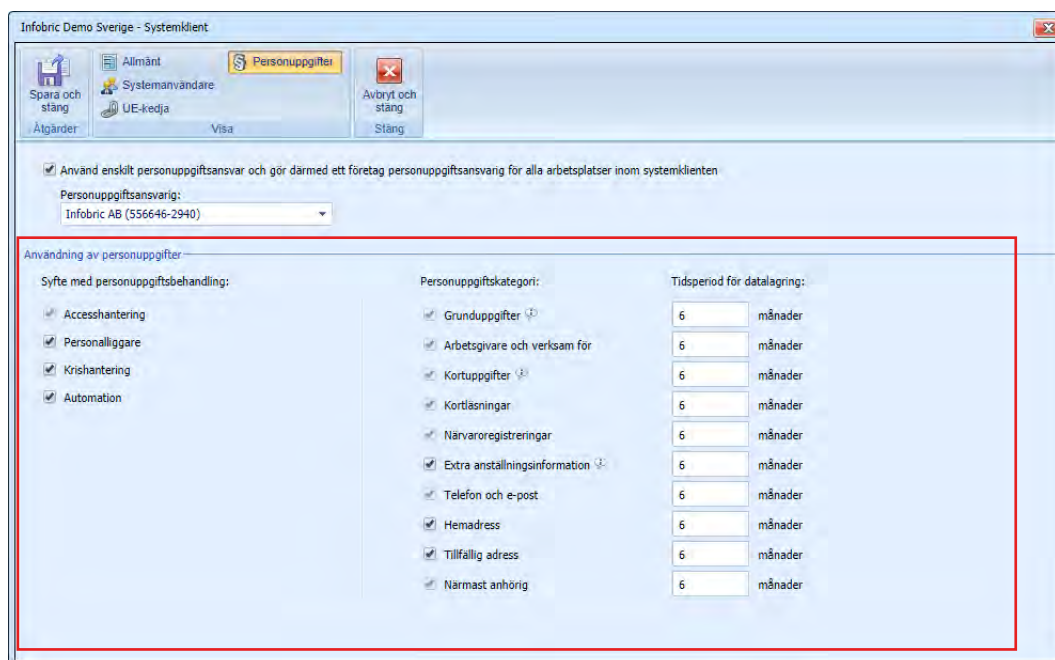 Infobric Demo Sverige - Systemklient
Spara och stäng
Allmänt
Systemanvändare
UE-kedja
Personuppgifter
Avbryt och stäng
Åtgärder
Visa
Stäng
Använd enskilt personuppgiftsansvar och gör därmed ett företag personuppgiftsansvarig för alla arbetsplatser inom systemklienten
Personuppgiftsansvarig:
Infobric AB (556646-2940)
Användning av personuppgifter
Syfte med personuppgiftsbehandling:
Accesshantering
Personalliggare
Krishantering
Automation
Personuppgiftskategori: Tidsperiod för datalagring:
Grunduppgifter 6 månader
Arbetsgivare och verksam för 6 månader
Kortuppgifter 6 månader
Kortläsningar 6 månader
Närvaroregistreringar 6 månader
Extra anställningsinformation 6 månader
Telefon och e-post 6 månader
Hemadress 6 månader
Tillfällig adress 6 månader
Närmast anhörig 6 månader